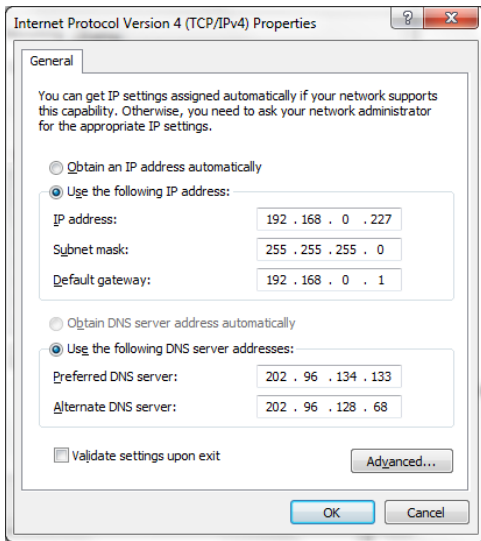 Internet Protocol Version 4 (TCP/IPv4) Properties
General
You can get IP settings assigned automatically if your network supports
this capability. Otherwise, you need to ask your network administrator
for the appropriate IP settings.
Obtain an IP address automatically
Use the following IP address:
IP address: 192 . 168 . 0 . 227
Subnet mask: 255 . 255 . 255 . 0
Default gateway: 192 . 168 . 0 . 1
Obtain DNS server address automatically
Use the following DNS server addresses:
Preferred DNS server: 202 . 96 . 134 . 133
Alternate DNS server: 202 . 96 . 128 . 68
Validate settings upon exit
Advanced...
OK Cancel